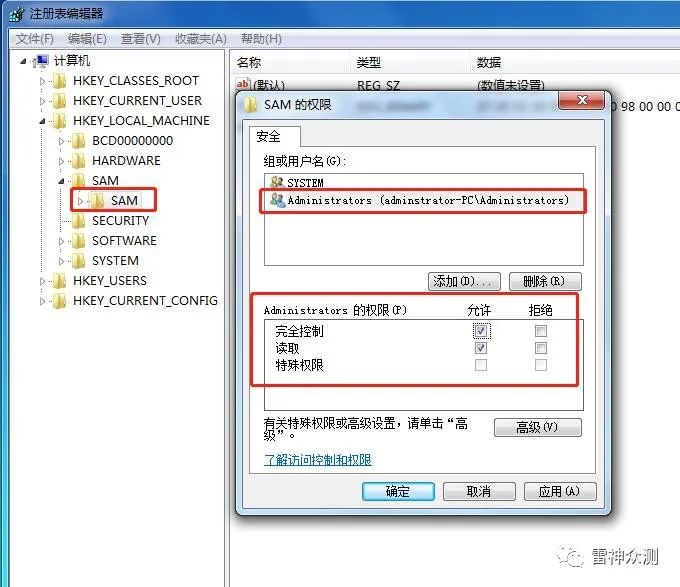 注册表编辑器
文件(F) 编辑(E) 查看(V) 收藏夹(A) 帮助(H)
计算机
HKEY_CLASSES_ROOT
HKEY_CURRENT_USER
HKEY_LOCAL_MACHINE
BCD00000000
HARDWARE
SAM
SAM
SECURITY
SOFTWARE
SYSTEM
HKEY_USERS
HKEY_CURRENT_CONFIG
名称 类型 数据
(默认) REG_SZ (数值未设置)
0 98 00 00 0
SAM 的权限
安全
组或用户名(G):
SYSTEM
Administrators (adminstrator-PC\Administrators)
添加(D)... 删除(R)
Administrators 的权限(P) 允许 拒绝
完全控制
读取
特殊权限
有关特殊权限或高级设置，请单击“高
级”。
高级(V)
了解访问控制和权限
确定 取消 应用(A)
雷神众测